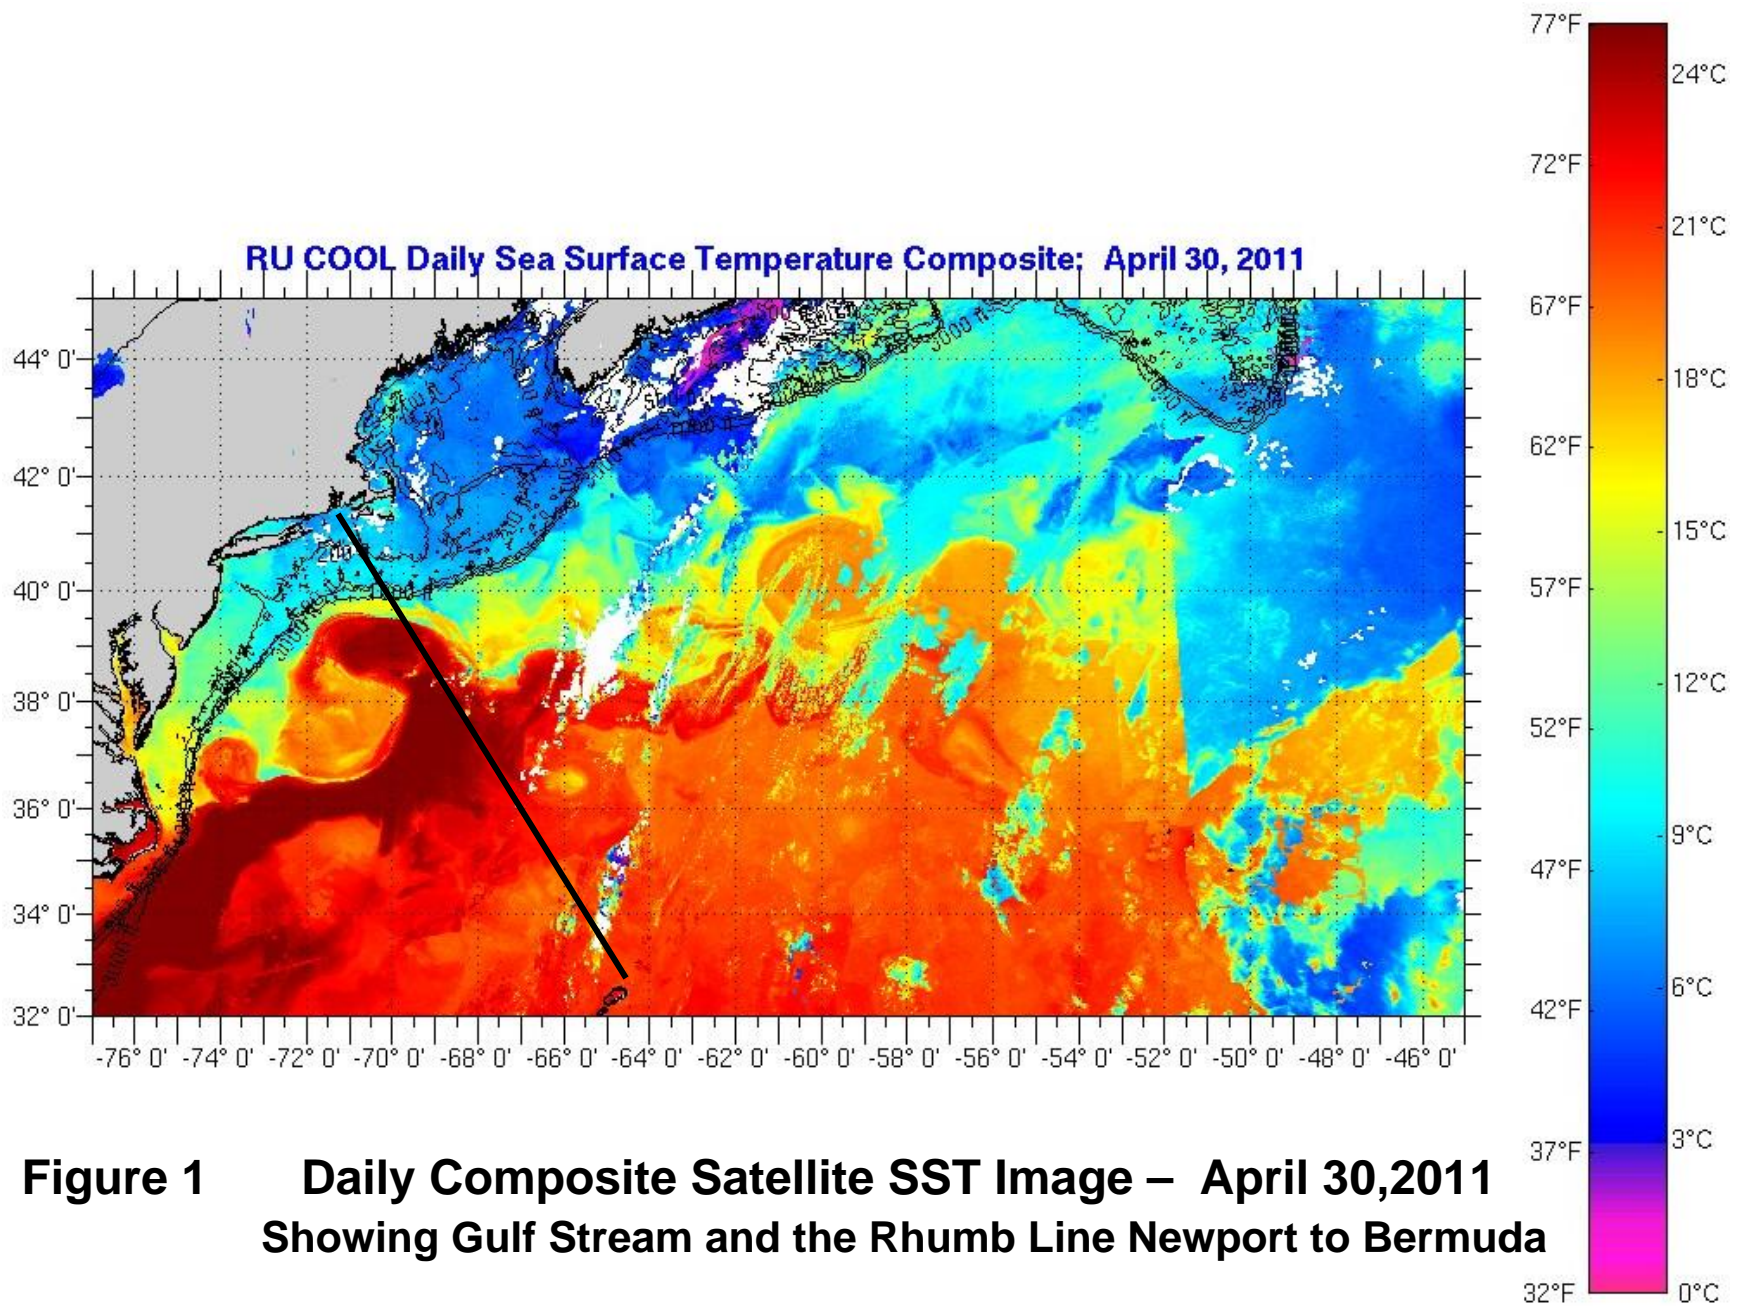 77°F
24°C
72°F
21°C
RU COOL Daily Sea Surface Temperature Composite: April 30, 2011
67°F
44° 0'
18°C
62°F
42° 0'
15°C
40° 0'
57°F
12°C
38° 0'
52°F
36° 0'
9°C
47°F
34° 0'
6°C
32° 0'
42°F
-76° 0' -74° 0' -72° 0' -70° 0' -68° 0' -66° 0' -64° 0' -62° 0' -60° 0' -58° 0' -56° 0' -54° 0' -52° 0' -50° 0' -48° 0' -46° 0'
3°C
37°F
Figure 1 Daily Composite Satellite SST Image – April 30,2011
Showing Gulf Stream and the Rhumb Line Newport to Bermuda
32°F
0°C